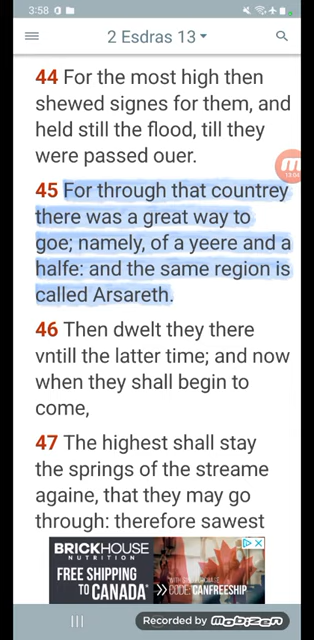 3:58
2 Esdras 13
44 For the most high then
shewed signes for them, and
held still the flood, till they
were passed ouer.
45 For through that countrey
there was a great way to
goe; namely, of a yeere and a
halfe: and the same region is
called Arsareth.
46 Then dwelt they there
vntill the latter time; and now
when they shall begin to
come,
47 The highest shall stay
the springs of the streame
againe, that they may go
through: therefore sawest
BRICKHOUSE
NUTRITION
FREE SHIPPING
TO CANADA
CODE: CANFREESHIP
Recorded by mobizen